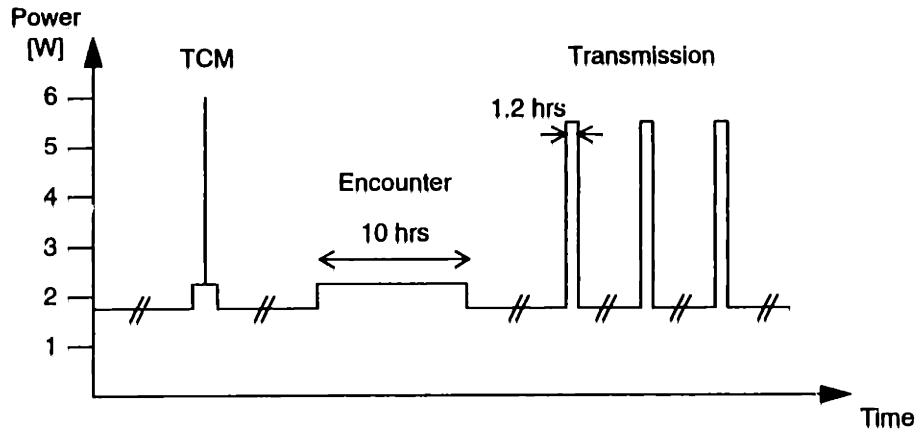 Power
[W]
TCM
Transmission
6
1.2 hrs
5
Encounter
4
10 hrs
3
2
1
Time